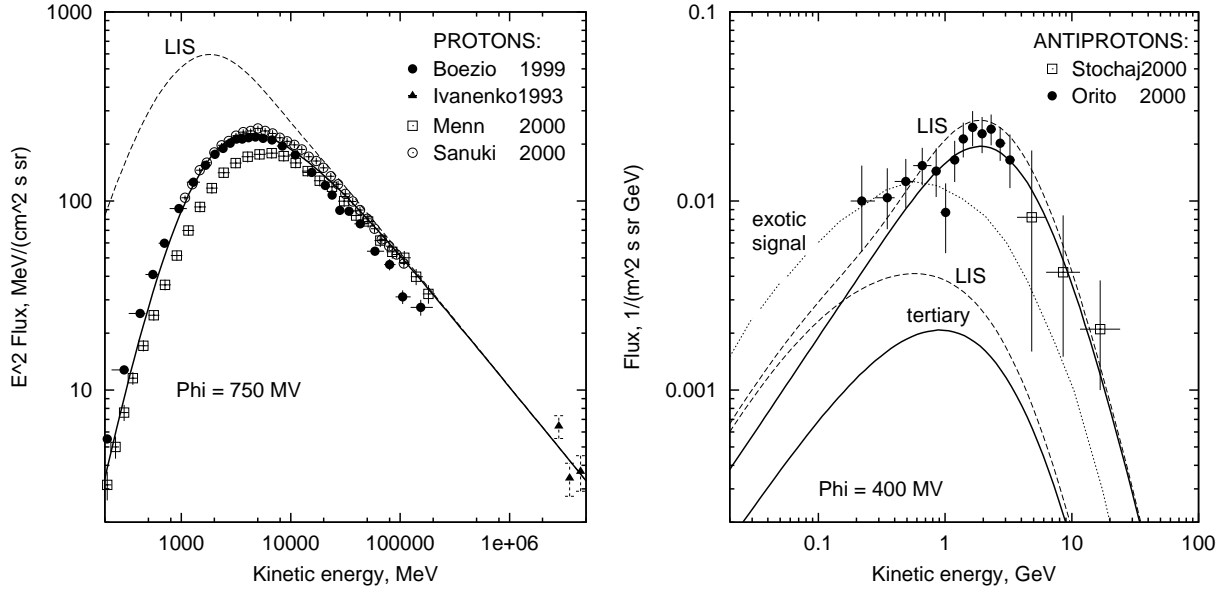 1000
100
10
E^2 Flux, MeV/(cm^2 s sr)
LIS
PROTONS:
Boezio 1999
Ivanenko1993
Menn 2000
Sanuki 2000
Phi = 750 MV
1000 10000 100000 1e+06
Kinetic energy, MeV
0.1
0.01
0.001
Flux, 1/(m^2 s sr GeV)
ANTIPROTONS:
Stochaj2000
Orito 2000
LIS
exotic
signal
LIS
tertiary
Phi = 400 MV
0.1 1 10 100
Kinetic energy, GeV